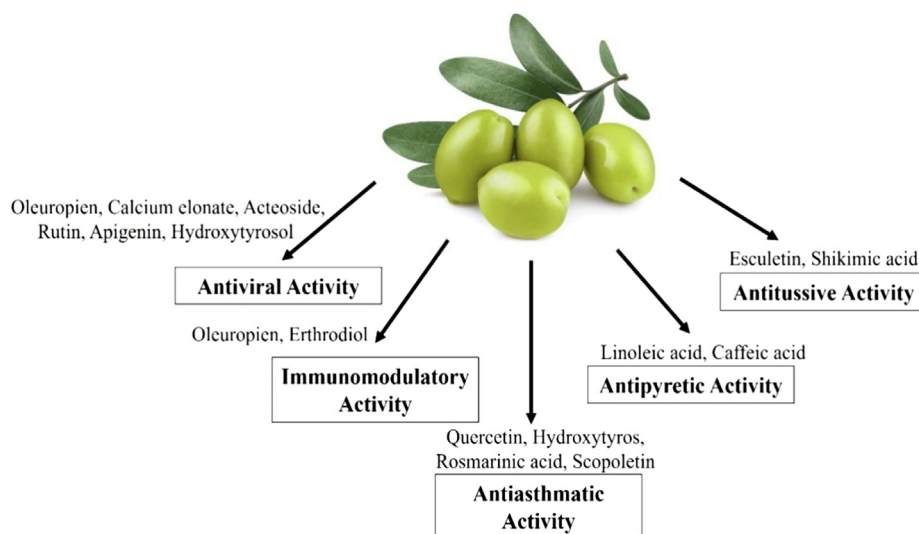 Oleuropien, Calcium clonate, Acteoside,
Rutin, Apigenin, Hydroxytyrosol
Antiviral Activity
Oleuropien, Erthrodiol
Immunomodulatory
Activity
Quercetin, Hydroxytyros,
Rosmarinic acid, Scopoletin
Antiasthmatic
Activity
Linoleic acid, Caffeic acid
Antipyretic Activity
Esculetin, Shikimic acid
Antitussive Activity